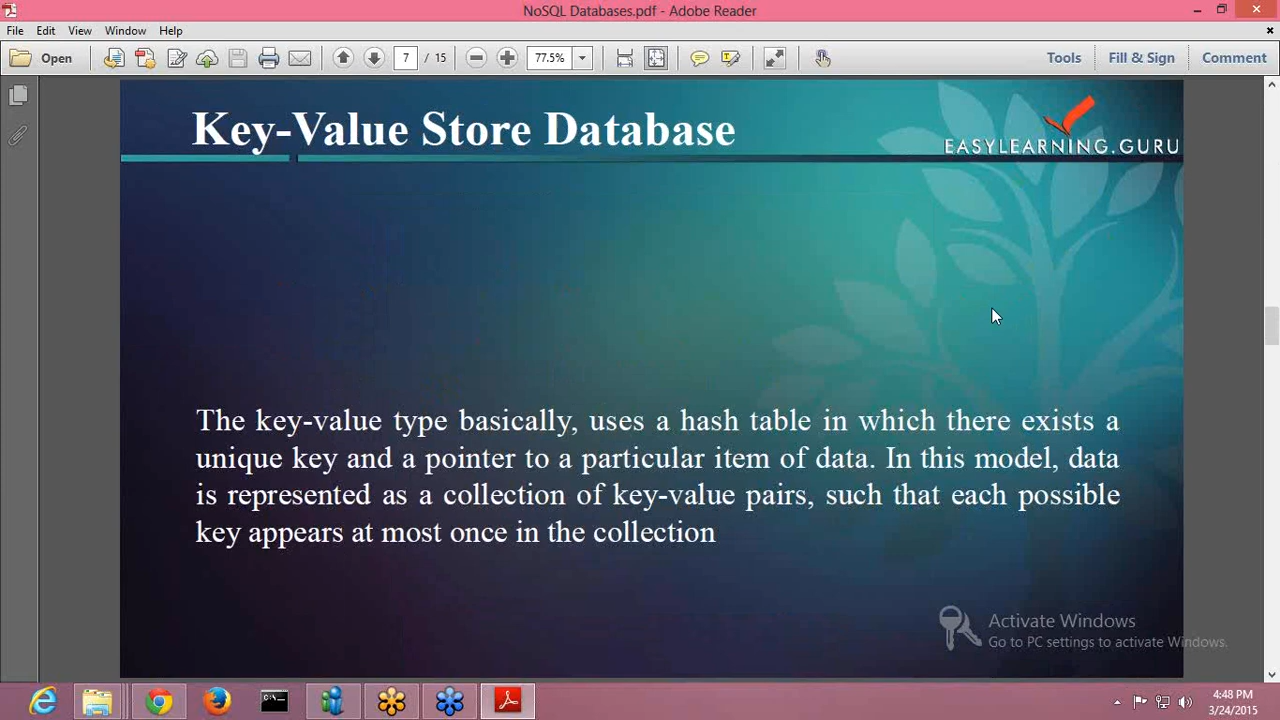 NoSQL Databases.pdf - Adobe Reader
File Edit View Window Help
Open 7 / 15 77.5% Tools Fill & Sign Comment
Key-Value Store Database
EASYLEARNING.GURU
The key-value type basically, uses a hash table in which there exists a
unique key and a pointer to a particular item of data. In this model, data
is represented as a collection of key-value pairs, such that each possible
key appears at most once in the collection
Activate Windows
Go to PC settings to activate Windows.
4:48 PM
3/24/2015